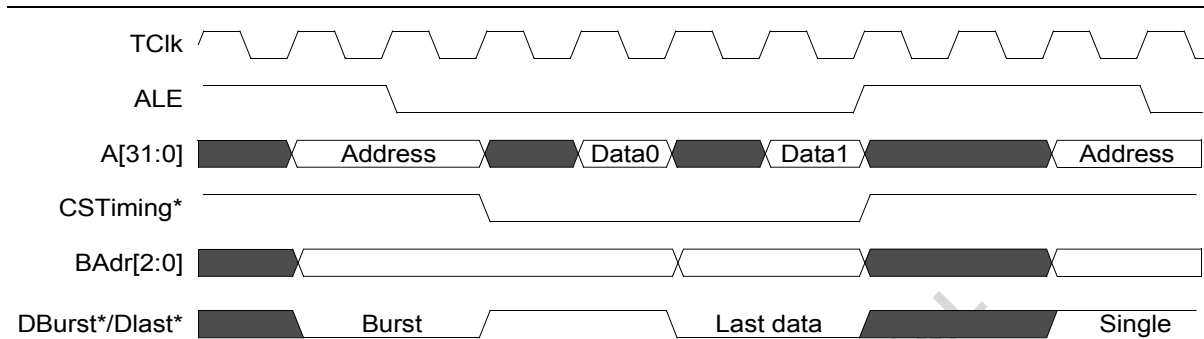 TClk
ALE
A[31:0] Address Data0 Data1 Address
CSTiming*
BAdr[2:0]
DBurst*/Dlast* Burst Last data Single